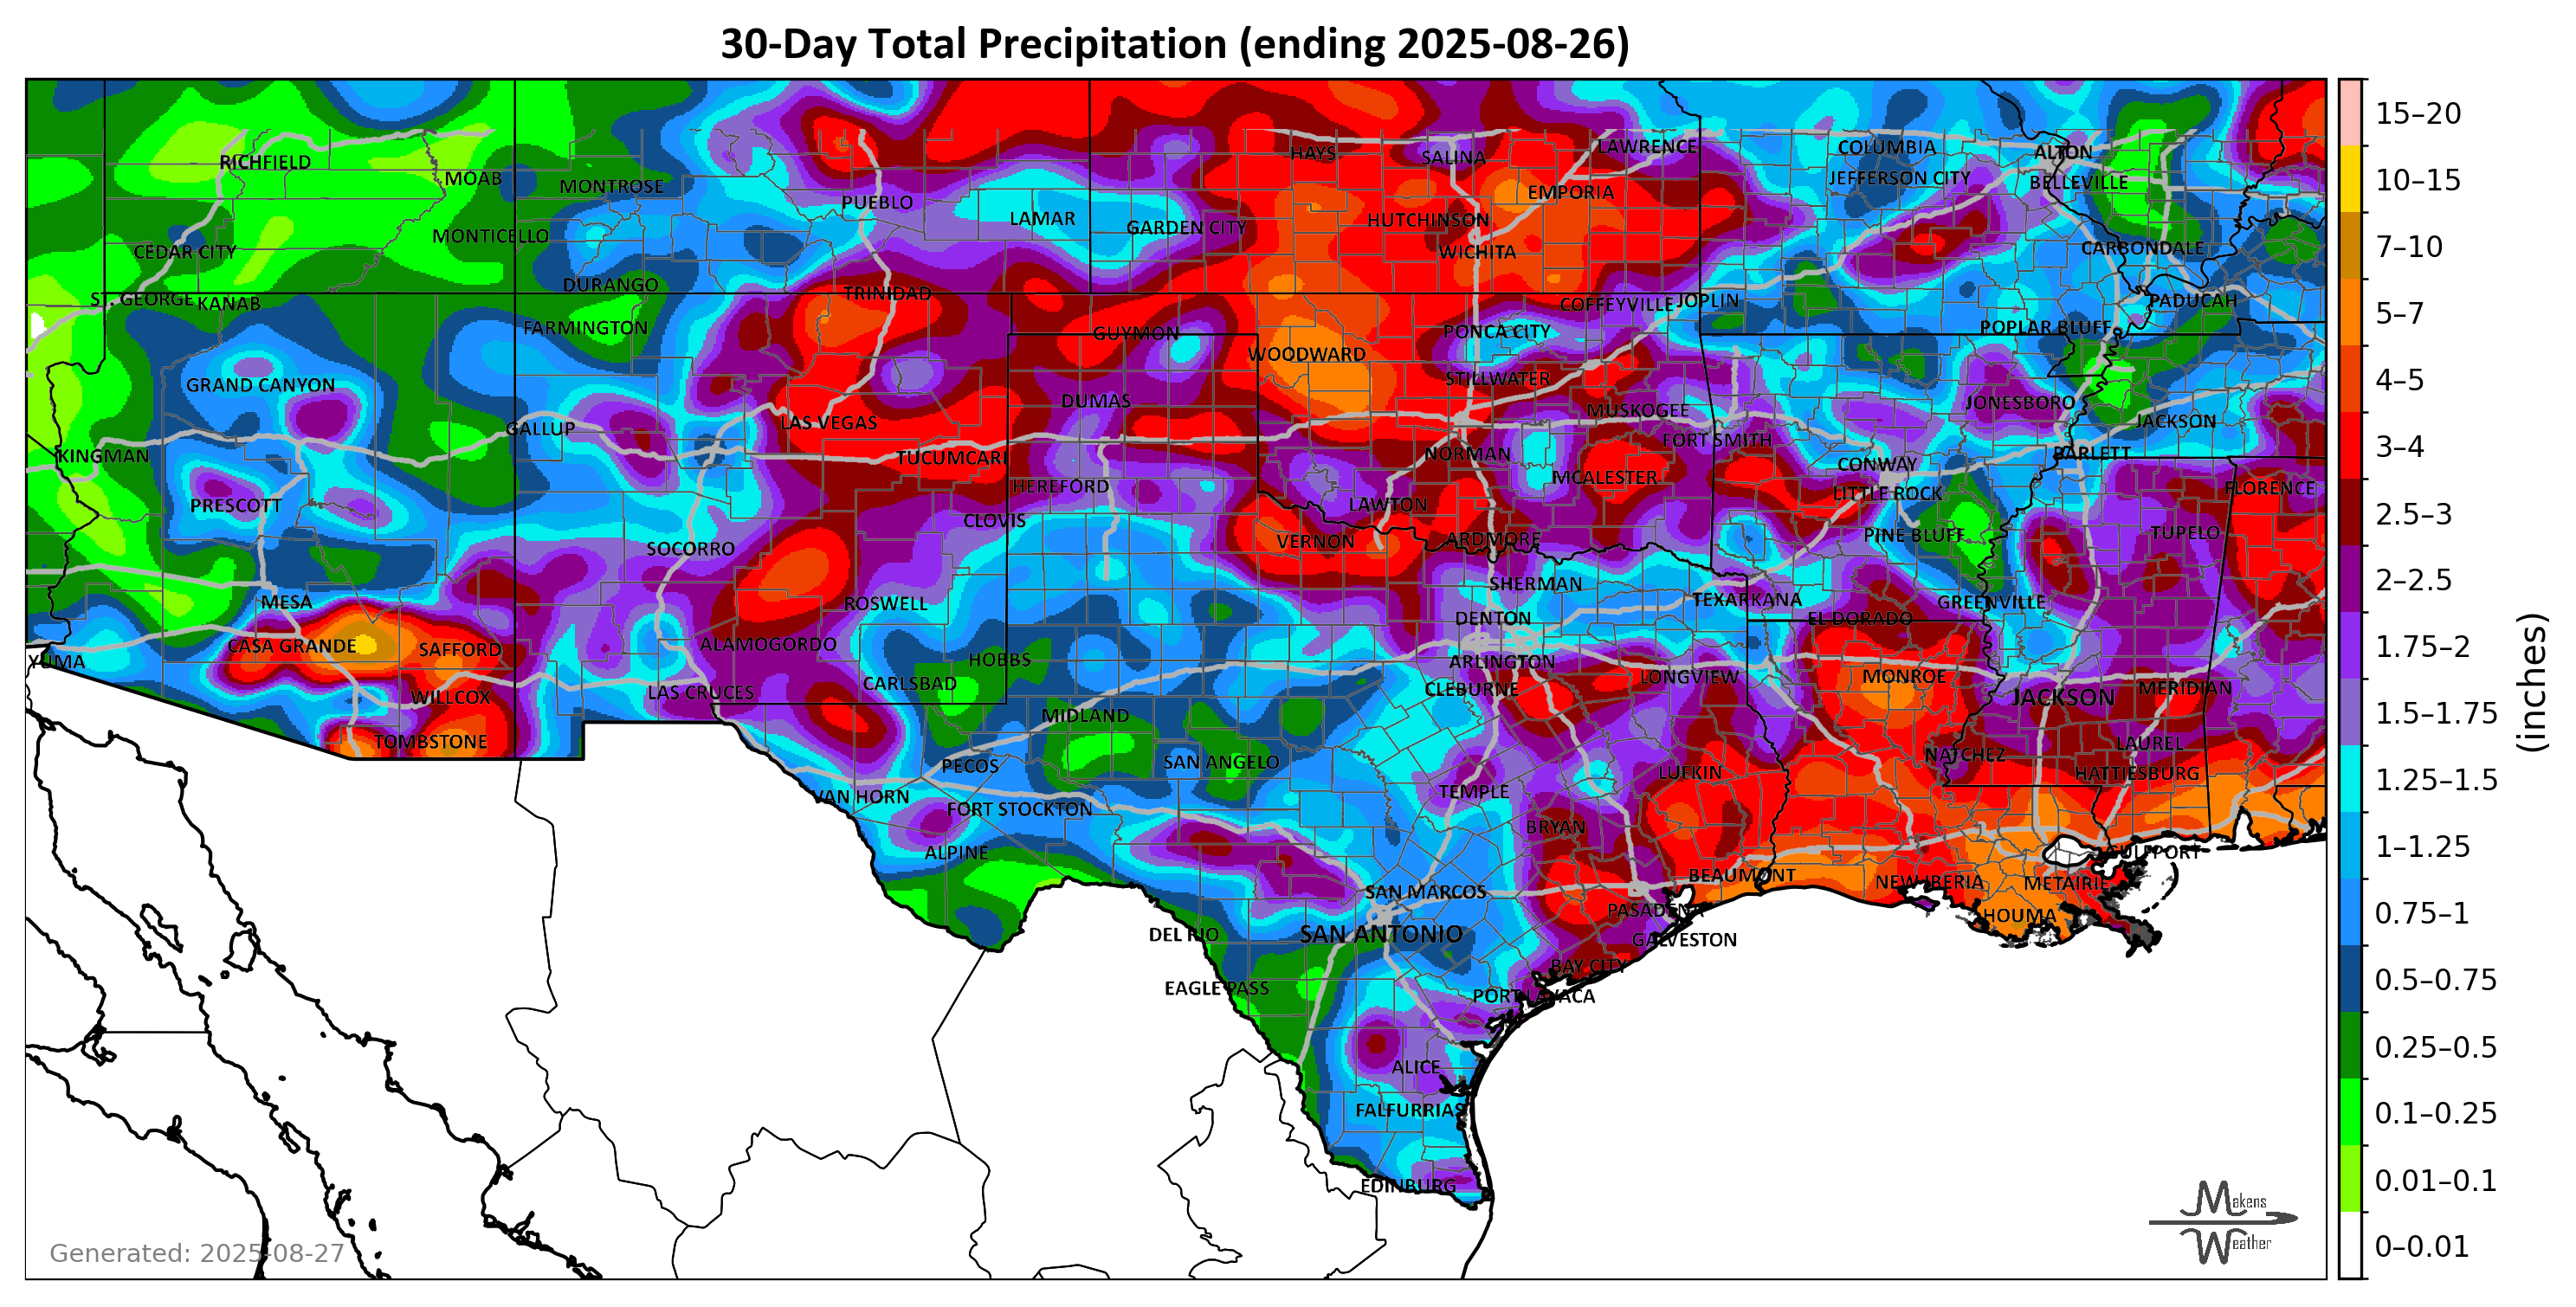 30-Day Total Precipitation (ending 2025-08-26)
HAYS
SALINA
LAWRENCE
COLUMBIA
ALTON
RICHFIELD
MOAB
MONTROSE
EMPORIA
JEFFERSON CITY
BELLEVILLE
PUEBLO
LAMAR
GARDEN CITY
HUTCHINSON
MONTICELLO
CEDAR CITY
WICHITA
CARBONDALE
DURANGO
TRINIDAD
ST. GEORGE
KANAB
COFFEYVILLE
JOPLIN
PADUCAH
FARMINGTON
GUYMON
PONCA CITY
POPLAR BLUFF
WOODWARD
GRAND CANYON
STILLWATER
DUMAS
MUSKOGEE
JONESBORO
JACKSON
GALLUP
LAS VEGAS
FORT SMITH
KINGMAN
TUCUMCARI
NORMAN
BARLETT
CONWAY
PRESCOTT
HEREFORD
LAWTON
MCALESTER
LITTLE ROCK
FLORENCE
CLOVIS
SOCORRO
VERNON
ARDMORE
PINE BLUFF
TUPELO
SHERMAN
MESA
ROSWELL
TEXARKANA
GREENVILLE
DENTON
EL DORADO
CASA GRANDE
SAFFORD
ALAMOGORDO
HOBBS
ARLINGTON
YUMA
WILLCOX
LAS CRUCES
CARLSBAD
CLEBURNE
LONGVIEW
MONROE
JACKSON
MERIDIAN
TOMBSTONE
MIDLAND
NATCHEZ
LAUREL
PECOS
SAN ANGELO
LUFKIN
HATTIESBURG
VAN HORN
FORT STOCKTON
TEMPLE
BRYAN
ALPINE
GULFPORT
SAN MARCOS
BEAUMONT
NEW IBERIA
METAIRIE
PASADENA
HOUMA
DEL RIO
SAN ANTONIO
GALVESTON
BAY CITY
EAGLE PASS
PORT LAVACA
ALICE
FALFURRIAS
EDINBURG
Generated: 2025-08-27
Makens
Weather
15–20
10–15
7–10
5–7
4–5
3–4
2.5–3
2–2.5
1.75–2
1.5–1.75
1.25–1.5
1–1.25
0.75–1
0.5–0.75
0.25–0.5
0.1–0.25
0.01–0.1
0–0.01
(inches)